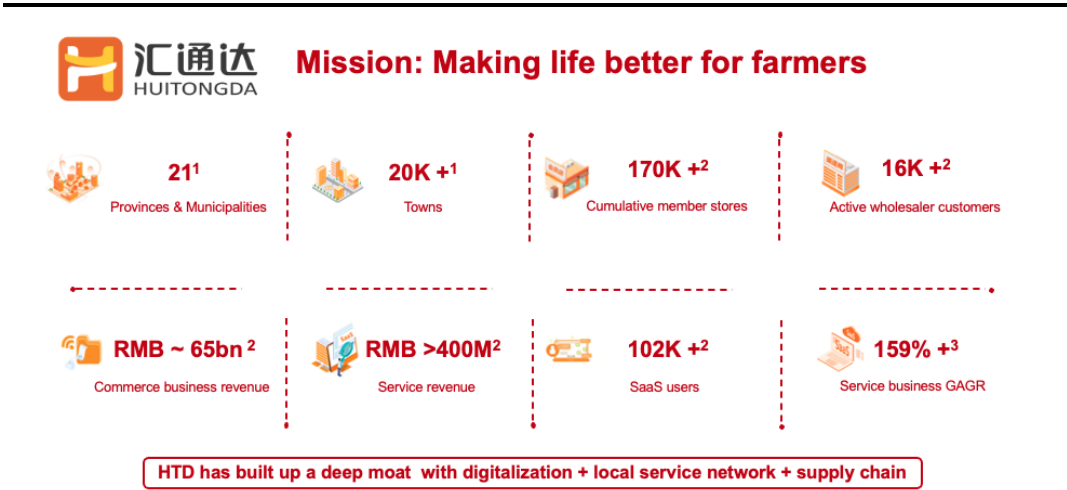 汇通达
HUITONGDA
Mission: Making life better for farmers
21¹
Provinces & Municipalities
20K +¹
Towns
170K +²
Cumulative member stores
16K +²
Active wholesaler customers
RMB ~ 65bn ²
Commerce business revenue
SaaS
RMB >400M²
Service revenue
102K +²
SaaS users
SaaS
159% +³
Service business GAGR
HTD has built up a deep moat with digitalization + local service network + supply chain